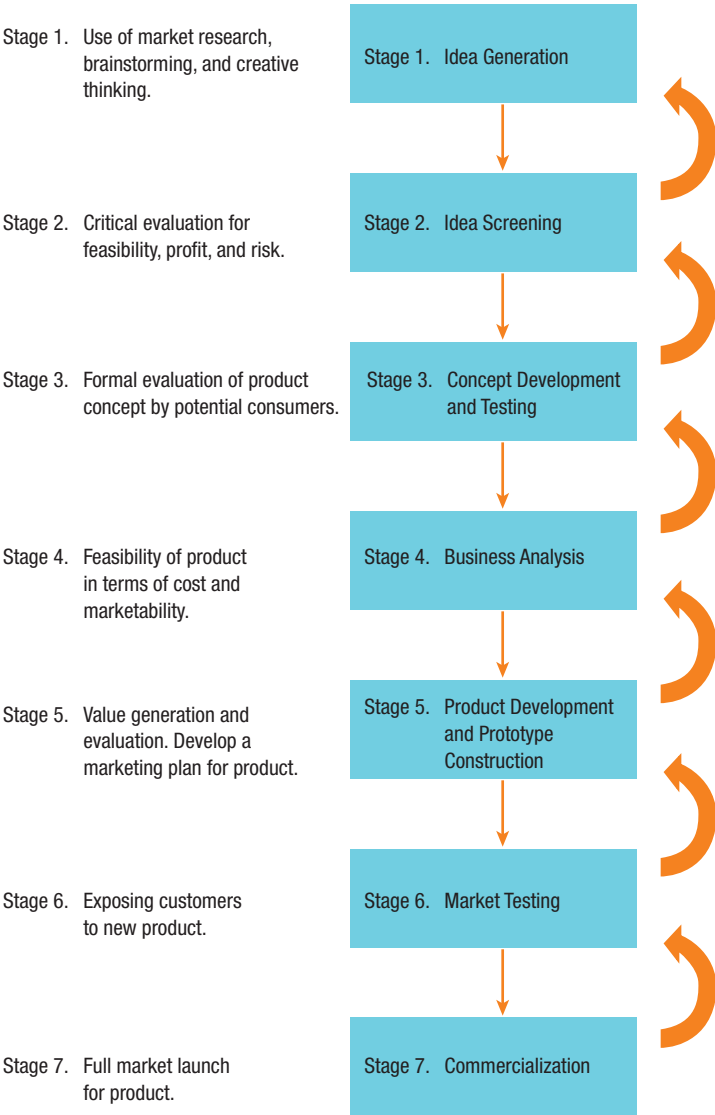 Stage 1. Use of market research,
brainstorming, and creative
thinking.
Stage 1. Idea Generation
Stage 2. Critical evaluation for
feasibility, profit, and risk.
Stage 2. Idea Screening
Stage 3. Formal evaluation of product
concept by potential consumers.
Stage 3. Concept Development
and Testing
Stage 4. Feasibility of product
in terms of cost and
marketability.
Stage 4. Business Analysis
Stage 5. Value generation and
evaluation. Develop a
marketing plan for product.
Stage 5. Product Development
and Prototype
Construction
Stage 6. Exposing customers
to new product.
Stage 6. Market Testing
Stage 7. Full market launch
for product.
Stage 7. Commercialization